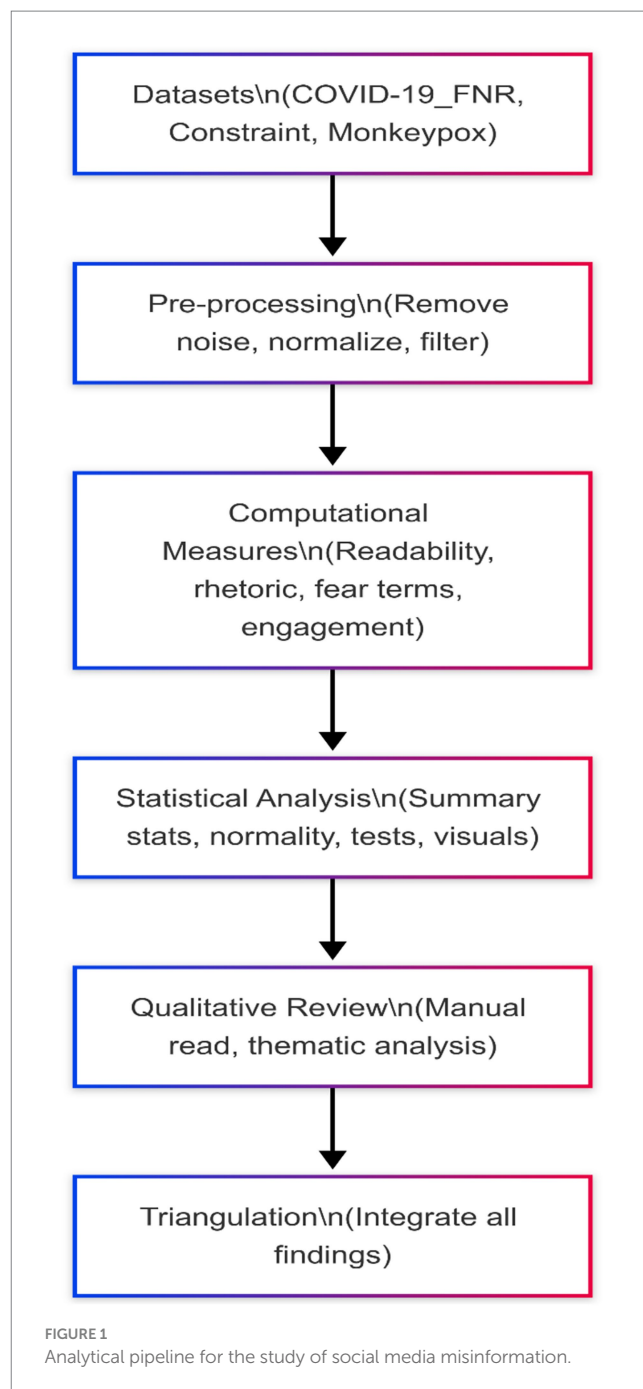 Datasets\n(COVID-19_FNR,
Constraint, Monkeypox)
Pre-processing\n(Remove
noise, normalize, filter)
Computational
Measures\n(Readability,
rhetoric, fear terms,
engagement)
Statistical Analysis\n(Summary
stats, normality, tests, visuals)
Qualitative Review\n(Manual
read, thematic analysis)
Triangulation\n(Integrate all
findings)
FIGURE 1
Analytical pipeline for the study of social media misinformation.